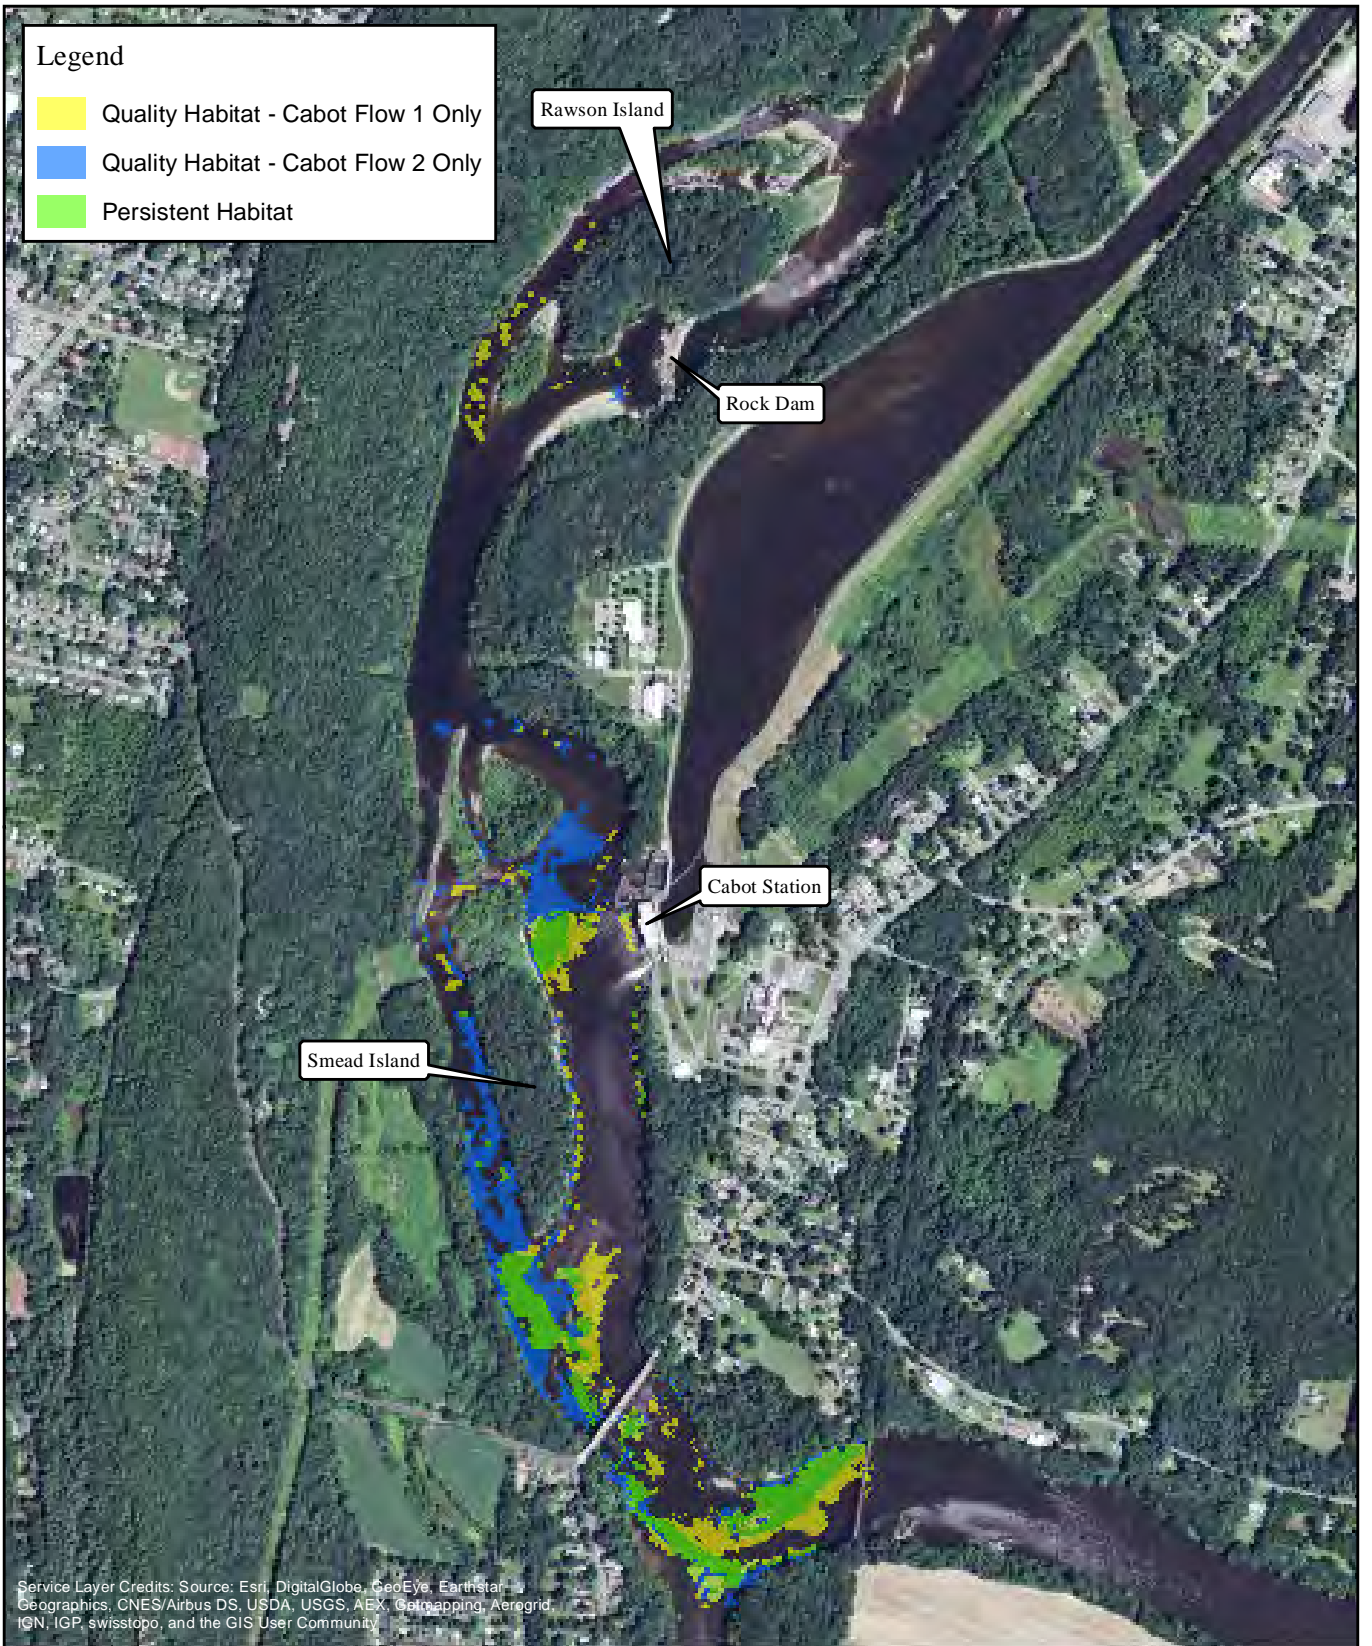 Legend
Quality Habitat - Cabot Flow 1 Only
Quality Habitat - Cabot Flow 2 Only
Persistent Habitat
Rawson Island
Rock Dam
Cabot Station
Smead Island
Service Layer Credits: Source: Esri, DigitalGlobe, GeoEye, Earthstar
Geographics, CNES/Airbus DS, USDA, USGS, AEX, Getmapping, Aerogrid,
IGN, IGP, swisstopo, and the GIS User Community